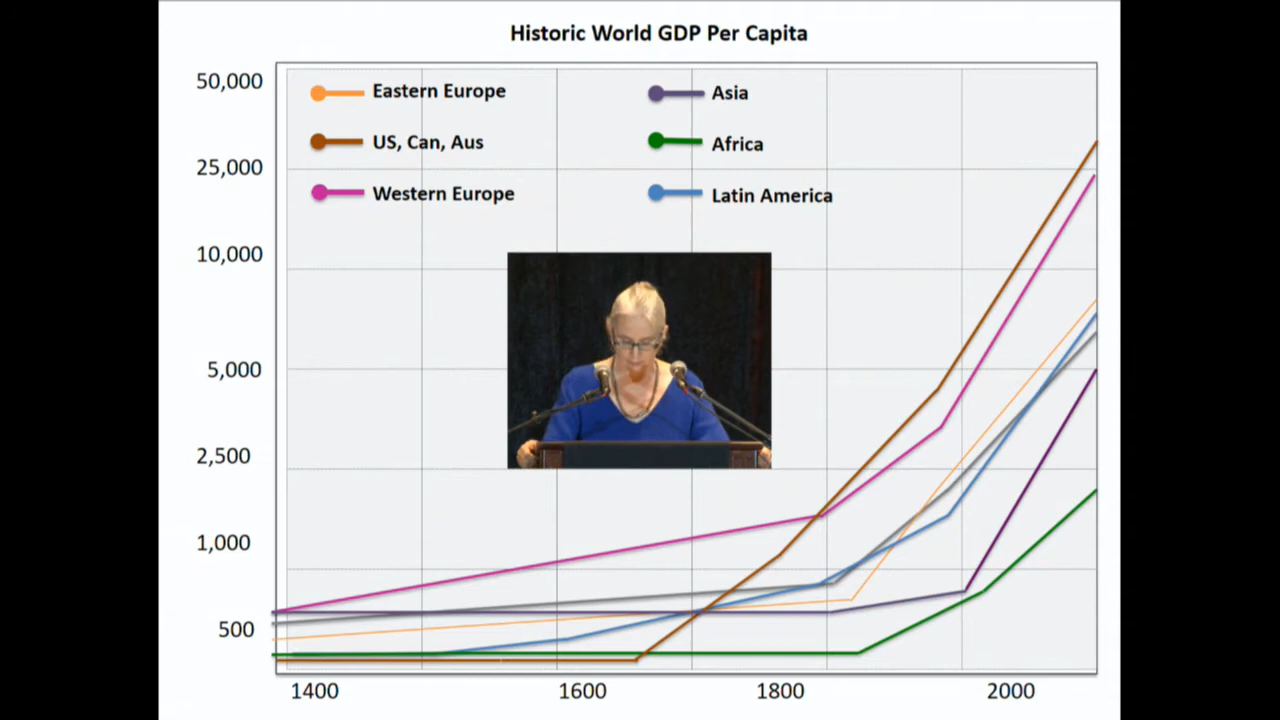 Historic World GDP Per Capita
50,000
25,000
10,000
5,000
2,500
1,000
500
Eastern Europe
US, Can, Aus
Western Europe
Asia
Africa
Latin America
1400
1600
1800
2000